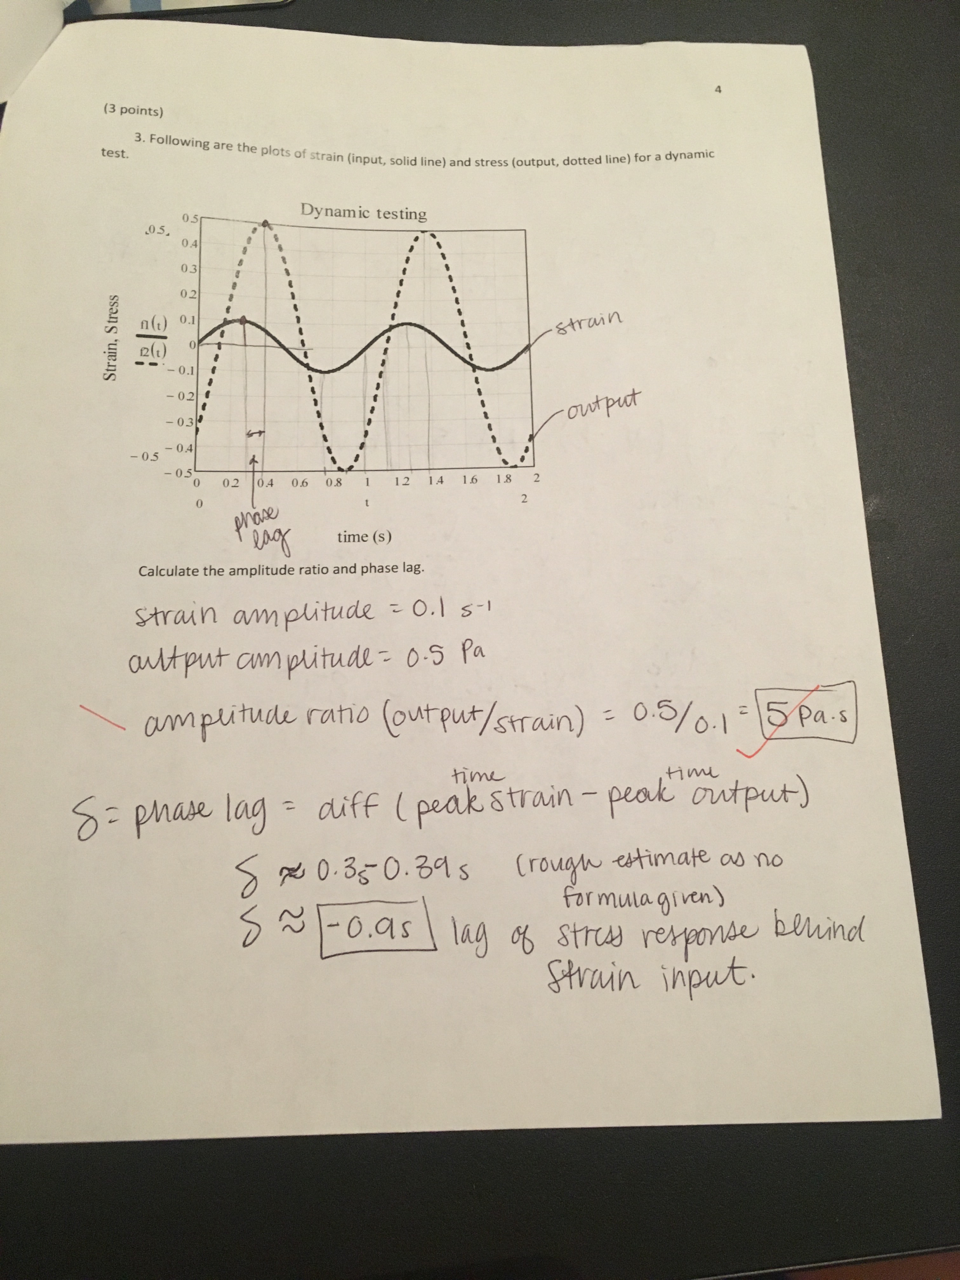 4
(3 points)
3. Following are the plots of strain (input, solid line) and stress (output, dotted line) for a dynamic
test.
Dynamic testing
.05.
0.5
0.4
0.3
0.2
0.1
0
-0.1
-0.2
-0.3
-0.4
-0.5
-0.5
Strain, Stress
n(t)
r2(t)
strain
output
0 0.2 0.4 0.6 0.8 1 1.2 1.4 1.6 1.8 2
0 t 2
phase
lag
time (s)
Calculate the amplitude ratio and phase lag.
strain amplitude = 0.1 s-1
output amplitude = 0.5 Pa
amplitude ratio (output/strain) = 0.5/0.1 = 5 Pa·s
time time
δ = phase lag = diff (peak strain - peak output)
δ ≈ 0.3s-0.39s (rough estimate as no
formula given)
δ ≈ -0.9s lag of stress response behind
strain input.